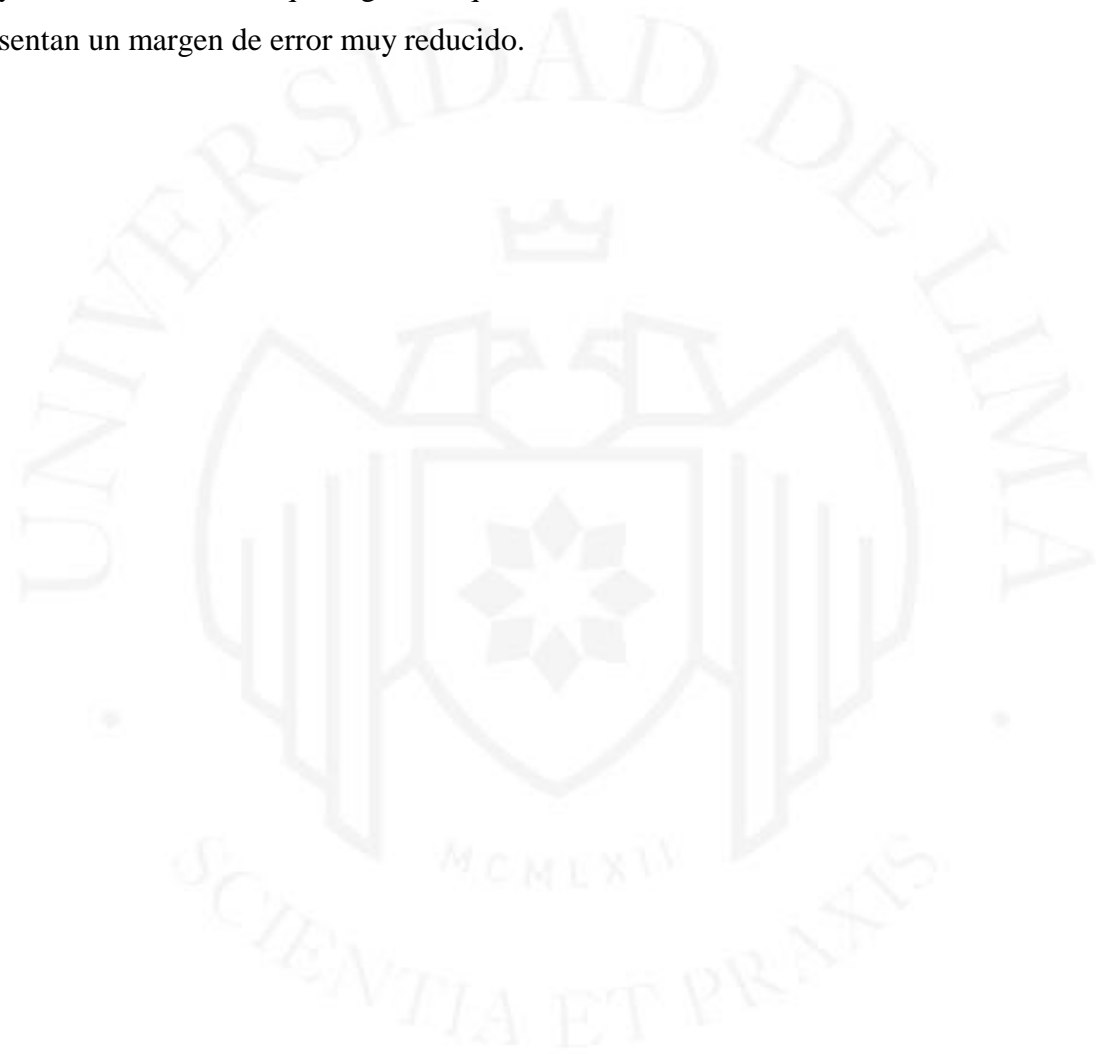 sentan un margen de error muy reducido.
UNIVERSIDAD DE LIMA
MCMLXII
SCIENTIA ET PRAXIS